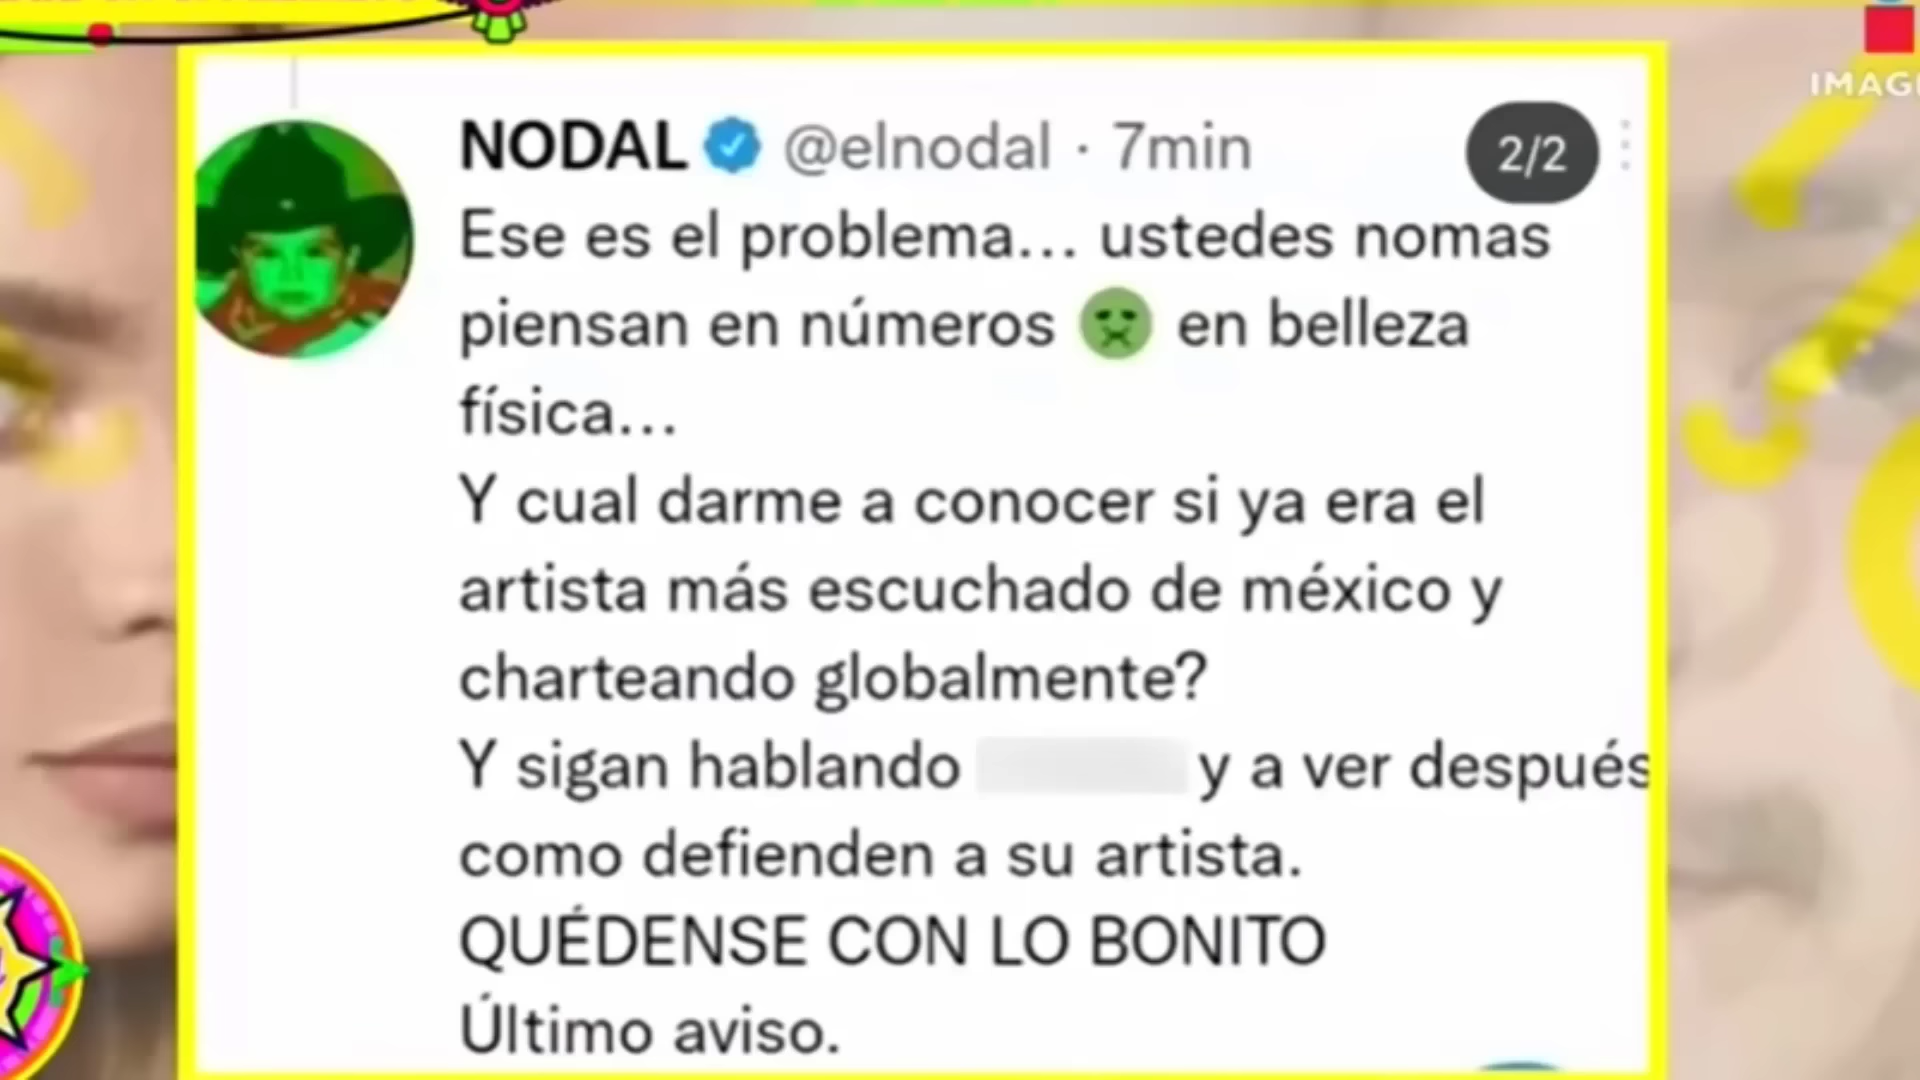 NODAL @elnodal · 7min
2/2
IMAG
Ese es el problema... ustedes nomas
piensan en números 🤢 en belleza
física...
Y cual darme a conocer si ya era el
artista más escuchado de méxico y
charteando globalmente?
Y sigan hablando y a ver después
como defienden a su artista.
QUÉDENSE CON LO BONITO
Último aviso.